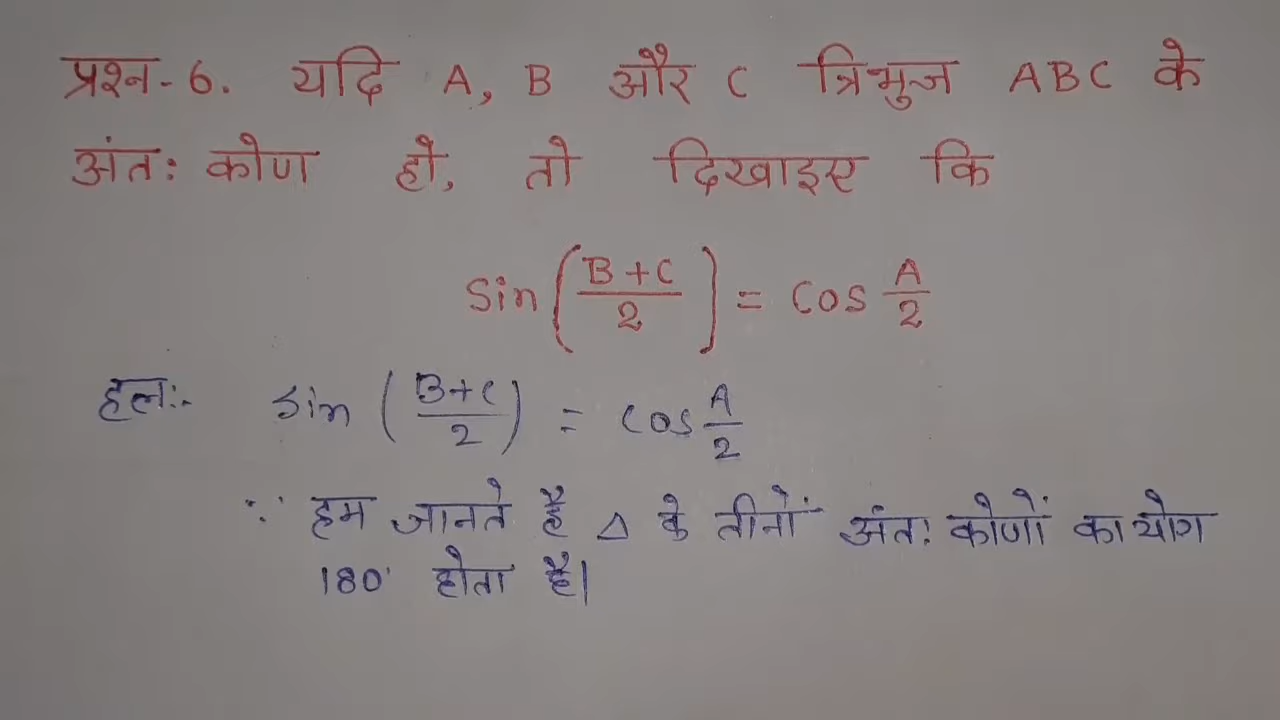 प्रश्न-6. यदि A, B और C त्रिभुज ABC के
अंतः कोण हो, तो दिखाइए कि
Sin(B+C/2) = Cos A/2
हलः- Sin(B+C/2) = Cos A/2
∵ हम जानते है Δ के तीनों अंतः कोणों का योग
180° होता है।